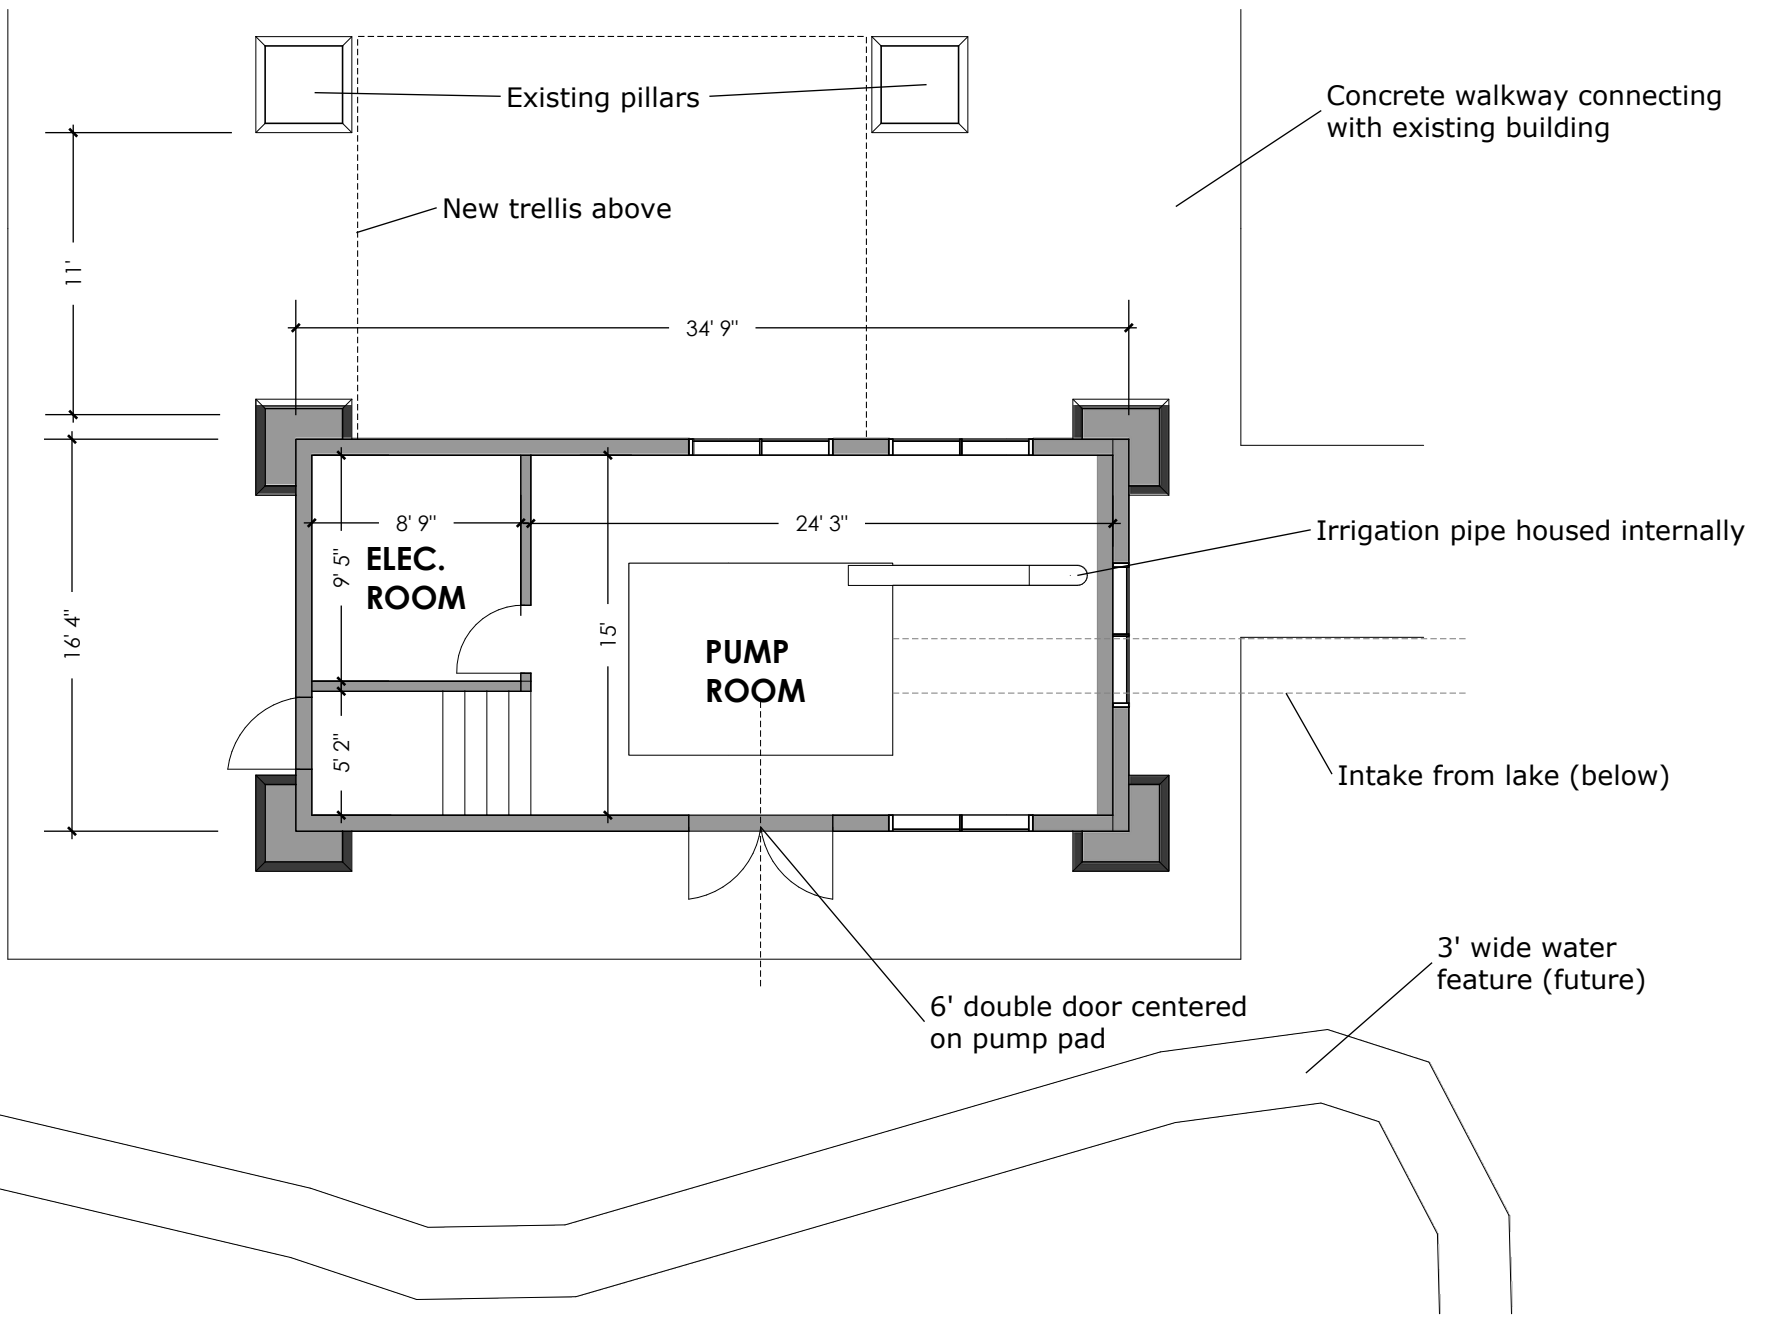 Existing pillars
Concrete walkway connecting
with existing building
New trellis above
11'
34' 9"
8' 9"
24' 3"
Irrigation pipe housed internally
ELEC.
ROOM
9' 5"
16' 4"
15'
PUMP
ROOM
5' 2"
Intake from lake (below)
3' wide water
feature (future)
6' double door centered
on pump pad